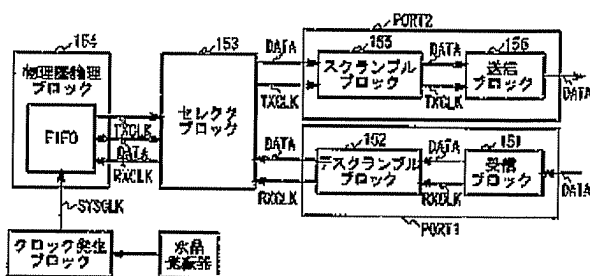 PORT2
154
153
155
156
物理層論理
ブロック
FIFO
セレクタ
ブロック
DATA
TXCLK
スクランブル
ブロック
DATA
TXCLK
送信
ブロック
DATA
TXCLK
DATA
RXCLK
DATA
RXCLK
152
デスクランブル
ブロック
DATA
RXCLK
151
受信
ブロック
DATA
PORT1
SYSCLK
クロック発生
ブロック
水晶
発振器